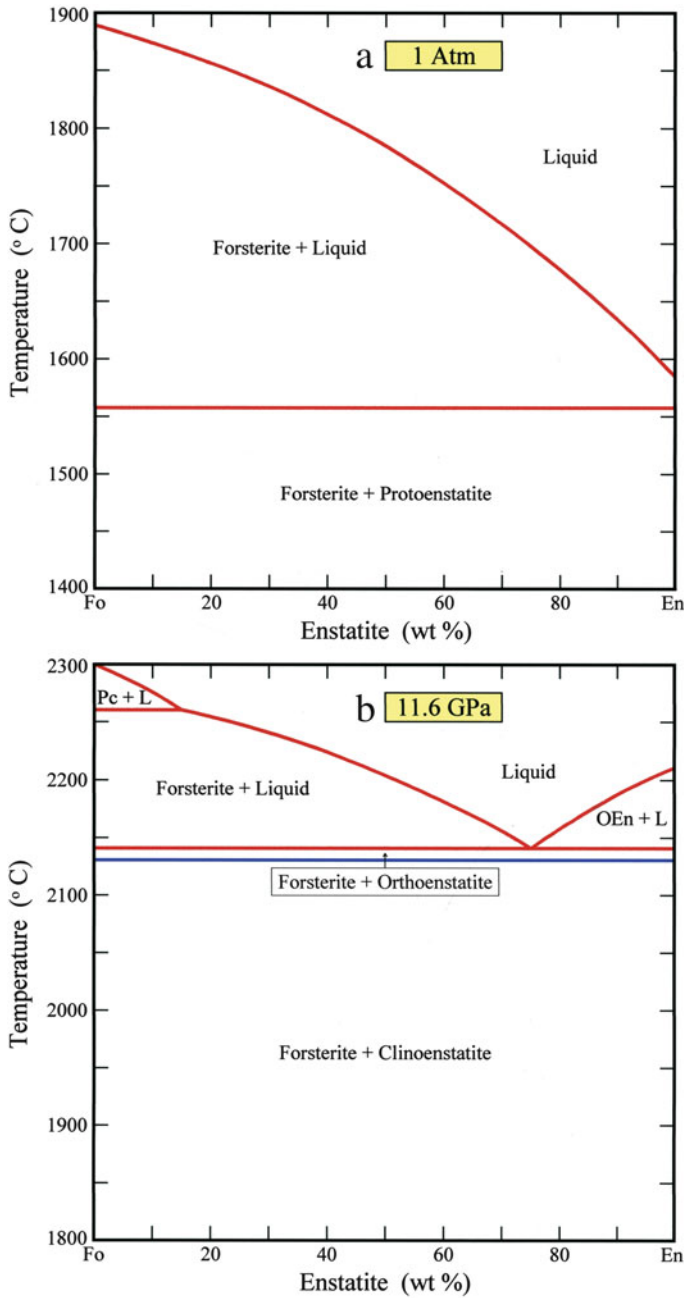 1900
a
1 Atm
1800
Liquid
Temperature (° C)
1700
Forsterite + Liquid
1600
1500
Forsterite + Protoenstatite
1400
Fo
20
40
60
80
En
Enstatite (wt %)
2300
Pc + L
b
11.6 GPa
2200
Forsterite + Liquid
Liquid
OEn + L
2100
Forsterite + Orthoenstatite
Temperature (° C)
2000
Forsterite + Clinoenstatite
1900
1800
Fo
20
40
60
80
En
Enstatite (wt %)